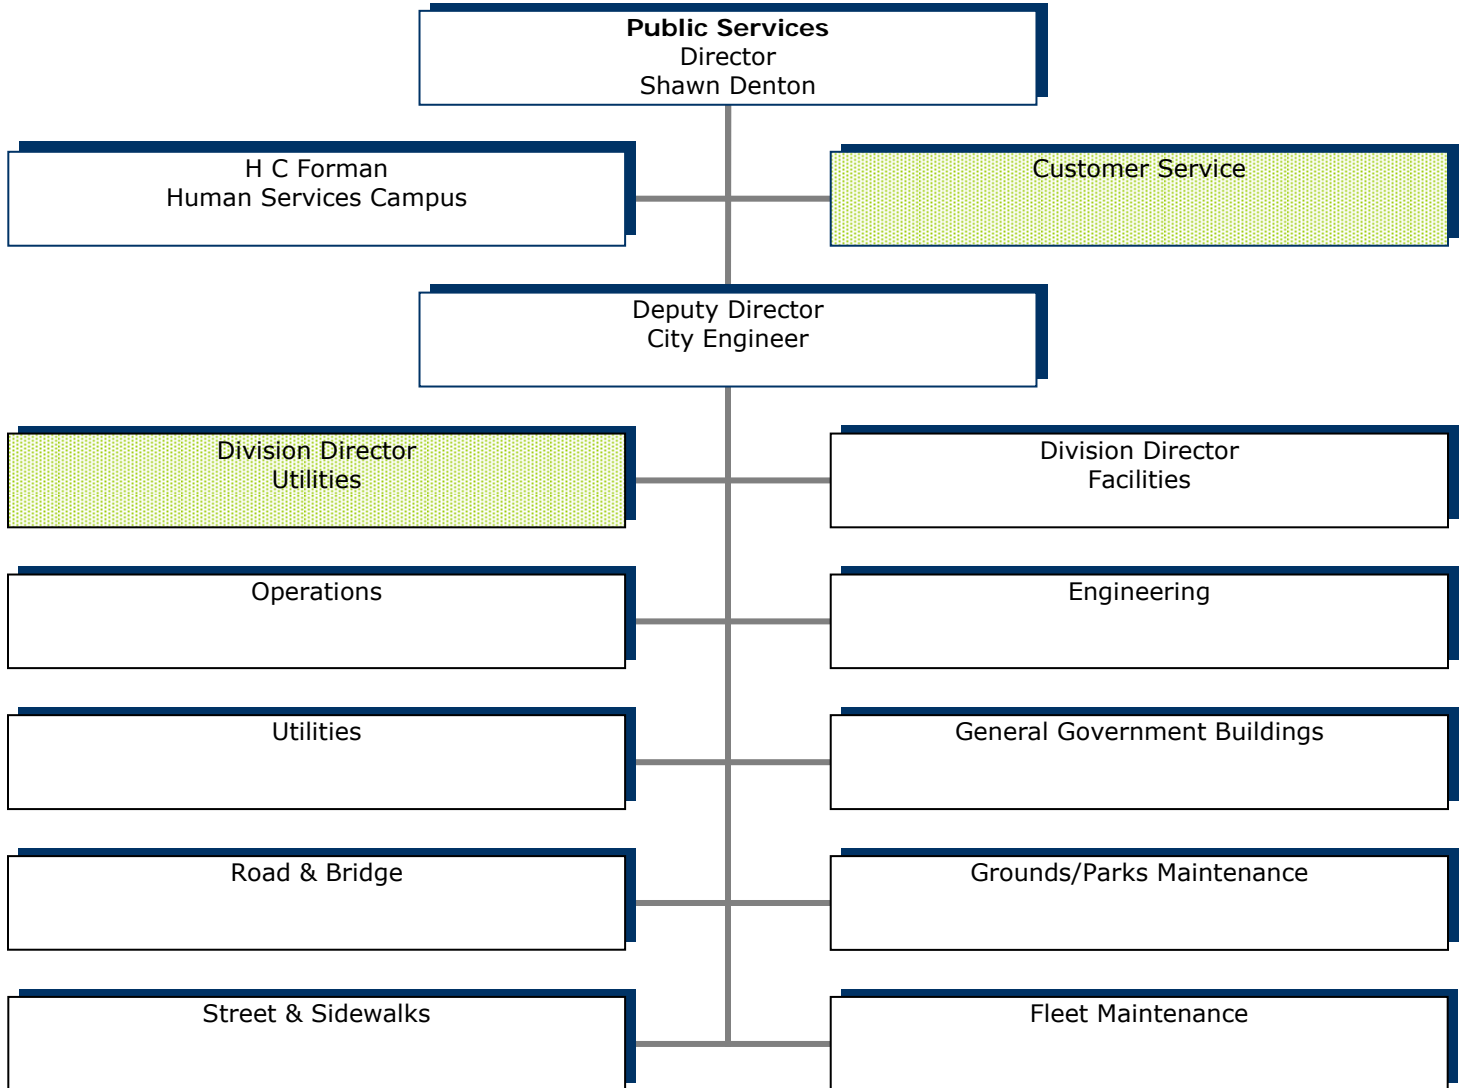 Public Services
Director
Shawn Denton
H C Forman
Human Services Campus
Customer Service
Deputy Director
City Engineer
Division Director
Utilities
Division Director
Facilities
Operations
Engineering
Utilities
General Government Buildings
Road & Bridge
Grounds/Parks Maintenance
Street & Sidewalks
Fleet Maintenance